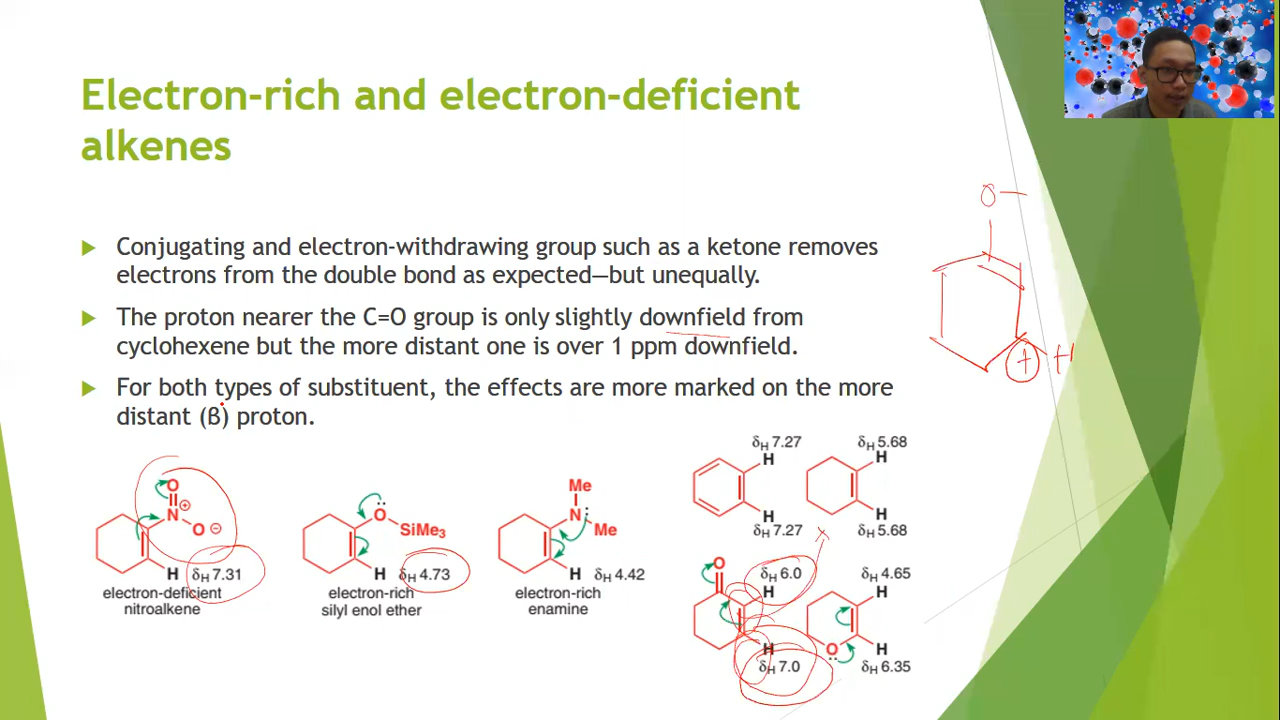 Electron-rich and electron-deficient
alkenes
▶ Conjugating and electron-withdrawing group such as a ketone removes
electrons from the double bond as expected—but unequally.
▶ The proton nearer the C=O group is only slightly downfield from
cyclohexene but the more distant one is over 1 ppm downfield.
▶ For both types of substituent, the effects are more marked on the more
distant (ß) proton.
O
N ⊕
O ⊖
H δH 7.31
electron-deficient
nitroalkene
O
SiMe3
H δH 4.73
electron-rich
silyl enol ether
Me
N
Me
H δH 4.42
electron-rich
enamine
δH 7.27
H
H
δH 7.27
δH 5.68
H
H
δH 5.68
O
δH 6.0
H
H
δH 7.0
δH 4.65
H
O
H
δH 6.35
O –
+ H
x